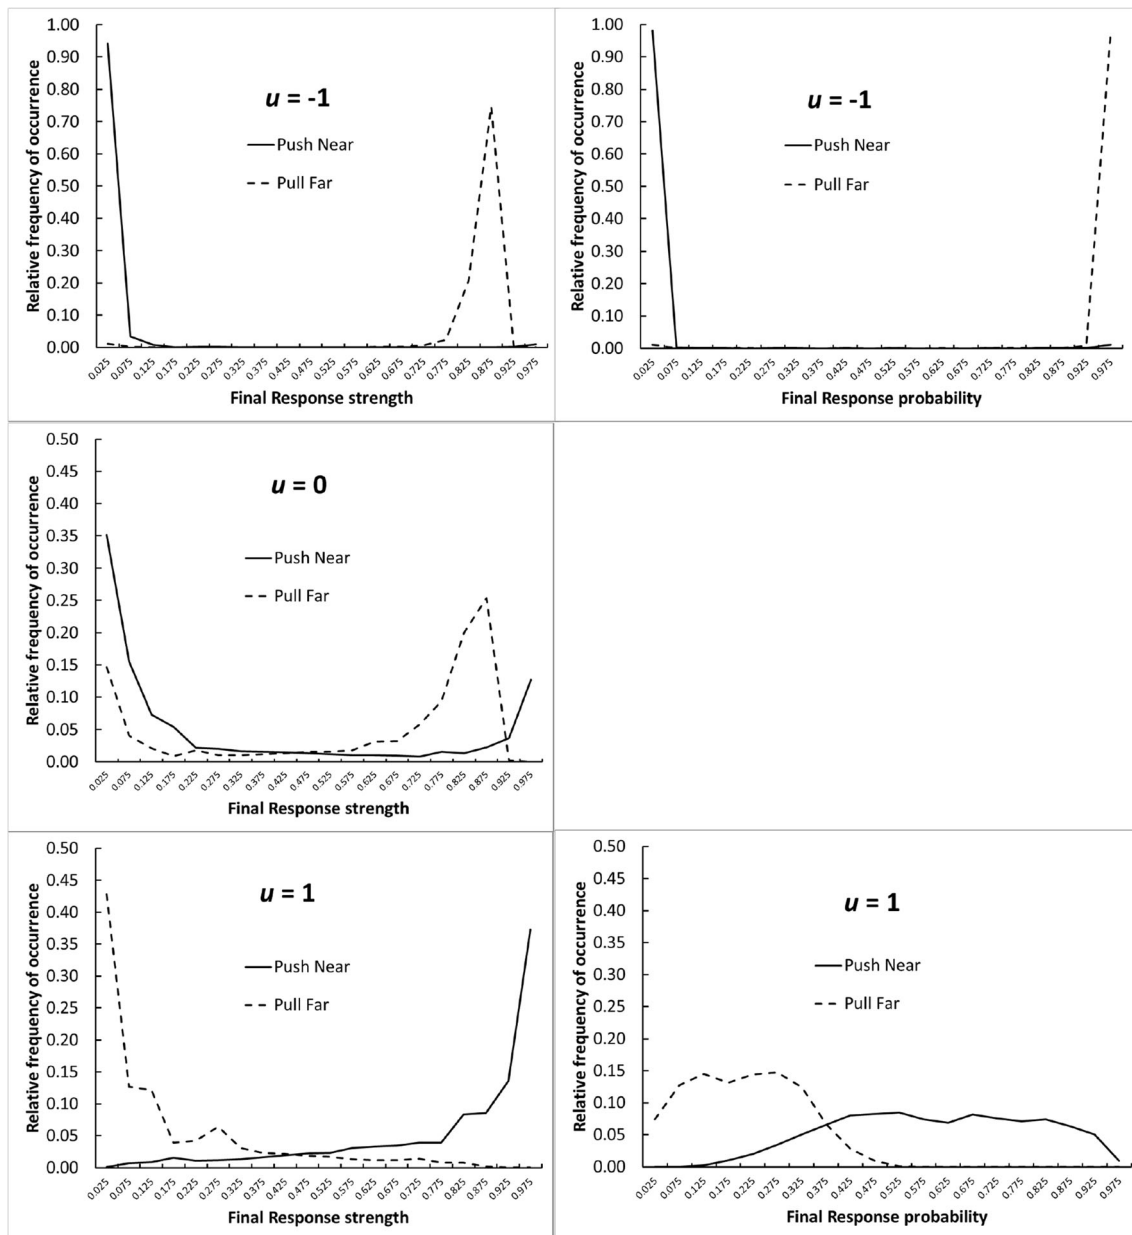 1.00
0.90
0.80
0.70
0.60
0.50
0.40
0.30
0.20
0.10
0.00
Relative frequency of occurrence
u = -1
Push Near
Pull Far
0.025 0.075 0.125 0.175 0.225 0.275 0.325 0.375 0.425 0.475 0.525 0.575 0.625 0.675 0.725 0.775 0.825 0.875 0.925 0.975
Final Response strength
1.00
0.90
0.80
0.70
0.60
0.50
0.40
0.30
0.20
0.10
0.00
Relative frequency of occurrence
u = -1
Push Near
Pull Far
0.025 0.075 0.125 0.175 0.225 0.275 0.325 0.375 0.425 0.475 0.525 0.575 0.625 0.675 0.725 0.775 0.825 0.875 0.925 0.975
Final Response probability
0.50
0.45
0.40
0.35
0.30
0.25
0.20
0.15
0.10
0.05
0.00
Relative frequency of occurrence
u = 0
Push Near
Pull Far
0.025 0.075 0.125 0.175 0.225 0.275 0.325 0.375 0.425 0.475 0.525 0.575 0.625 0.675 0.725 0.775 0.825 0.875 0.925 0.975
Final Response strength
0.50
0.45
0.40
0.35
0.30
0.25
0.20
0.15
0.10
0.05
0.00
Relative frequency of occurrence
u = 1
Push Near
Pull Far
0.025 0.075 0.125 0.175 0.225 0.275 0.325 0.375 0.425 0.475 0.525 0.575 0.625 0.675 0.725 0.775 0.825 0.875 0.925 0.975
Final Response strength
0.50
0.45
0.40
0.35
0.30
0.25
0.20
0.15
0.10
0.05
0.00
Relative frequency of occurrence
u = 1
Push Near
Pull Far
0.025 0.075 0.125 0.175 0.225 0.275 0.325 0.375 0.425 0.475 0.525 0.575 0.625 0.675 0.725 0.775 0.825 0.875 0.925 0.975
Final Response probability